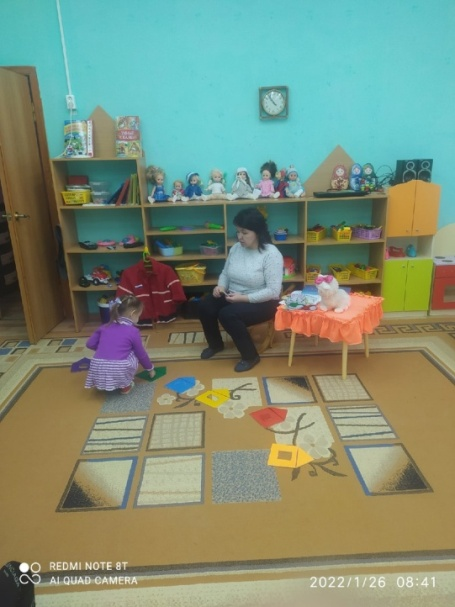 REDMI NOTE 8T
AI QUAD CAMERA
2022/1/26 08:41